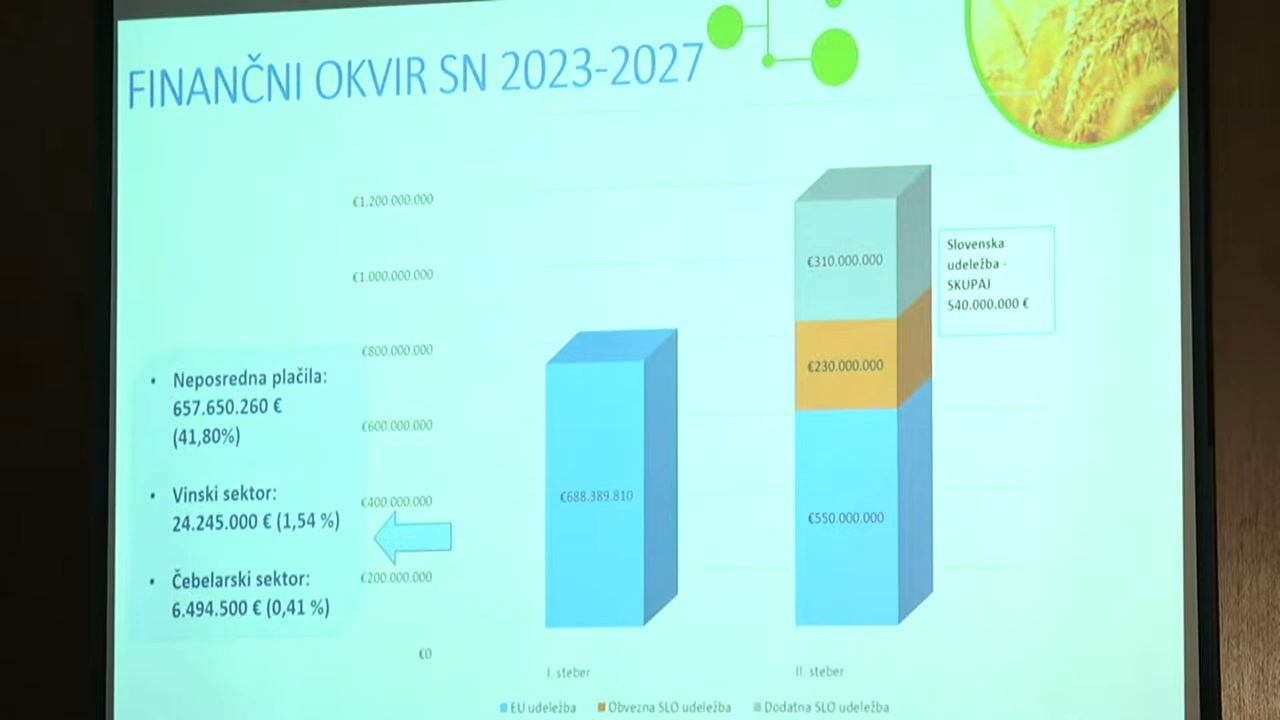 FINANČNI OKVIR SN 2023-2027
€1.200.000.000
€1.000.000.000
€800.000.000
€600.000.000
€400.000.000
€200.000.000
€0
• Neposredna plačila:
657.650.260 €
(41,80%)
• Vinski sektor:
24.245.000 € (1,54 %)
• Čebelarski sektor:
6.494.500 € (0,41 %)
€688.389.810
€310.000.000
€230.000.000
€550.000.000
Slovenska
udeležba -
SKUPAJ
540.000.000 €
I. steber
II. steber
EU udeležba
Obvezna SLO udeležba
Dodatna SLO udeležba